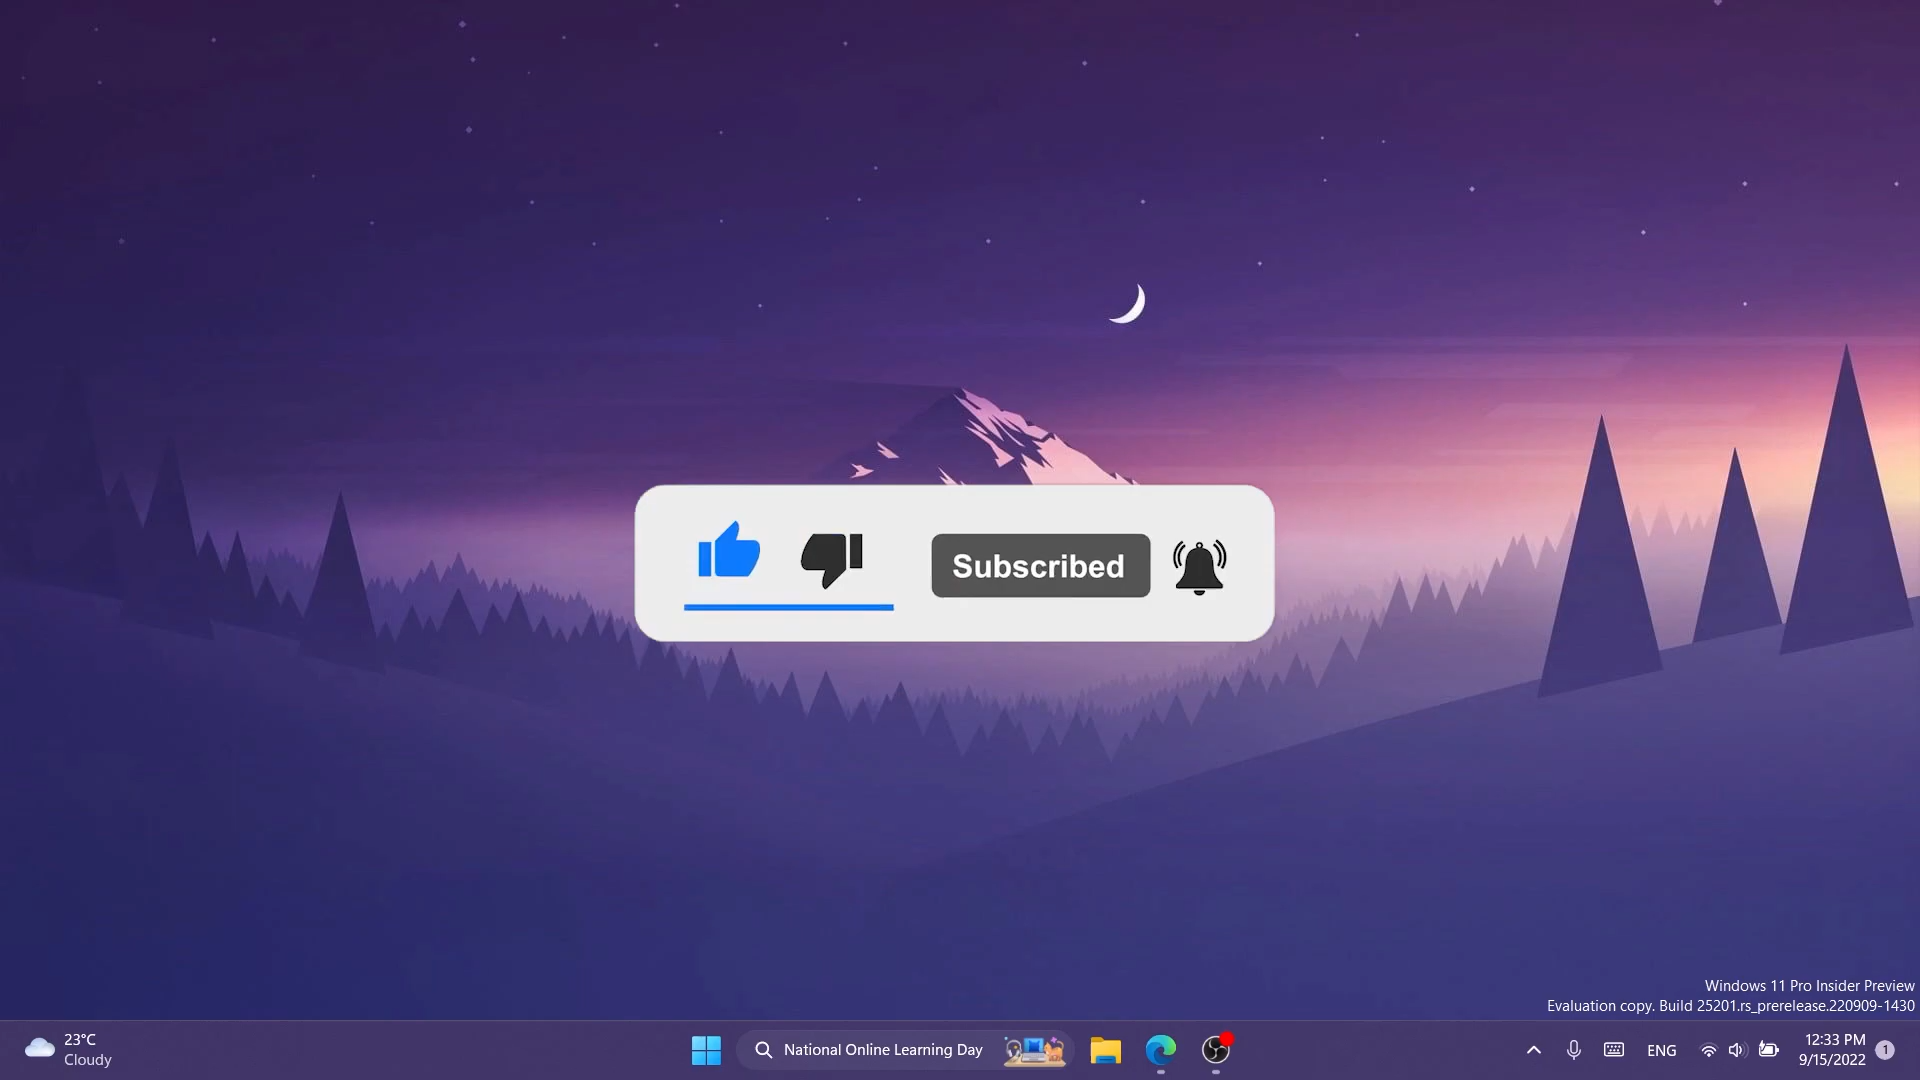 Subscribed
Windows 11 Pro Insider Preview
Evaluation copy. Build 25201.rs_prerelease.220909-1430
23°C
Cloudy
National Online Learning Day
ENG
12:33 PM
9/15/2022
1